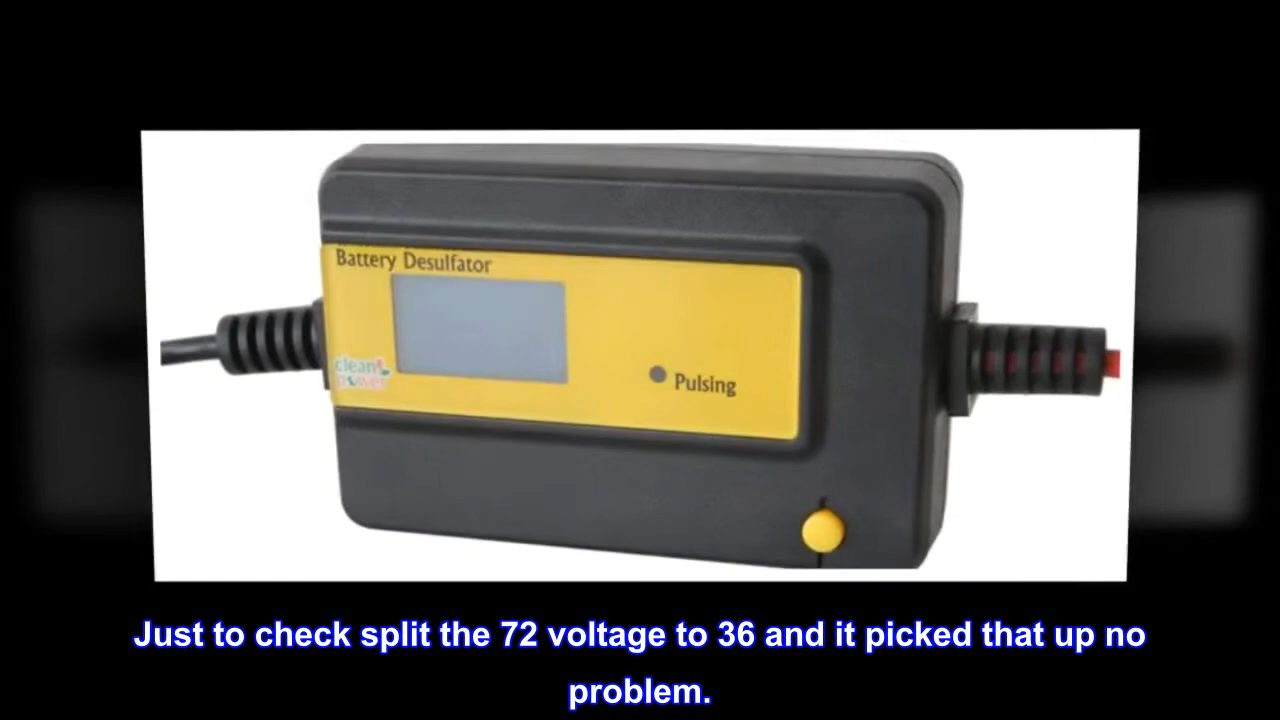 Battery Desulfator
clean
power
Pulsing
Just to check split the 72 voltage to 36 and it picked that up no
problem.